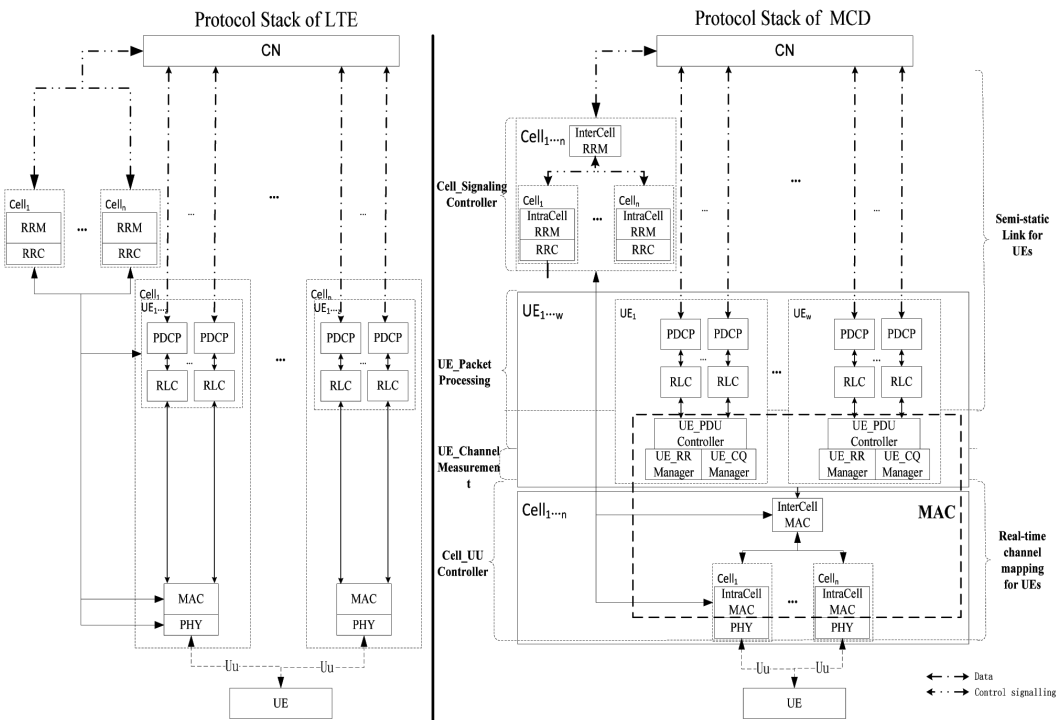 Protocol Stack of LTE
CN
Cell1
RRM
RRC
...
Celln
RRM
RRC
...
...
...
Cell1
UE1...
PDCP
PDCP
...
RLC
RLC
MAC
PHY
...
Celln
UE1...
PDCP
PDCP
...
RLC
RLC
MAC
PHY
Uu
Uu
UE
Protocol Stack of MCD
CN
Cell_Signaling
Controller
Cell1...n
InterCell
RRM
Cell1
IntraCell
RRM
RRC
...
Celln
IntraCell
RRM
RRC
...
...
...
Semi-static
Link for
UEs
UE_Packet
Processing
UE1...w
UE1
PDCP
PDCP
...
RLC
RLC
UE_PDU
Controller
UE_RR
Manager
UE_CQ
Manager
...
UEw
PDCP
PDCP
...
RLC
RLC
UE_PDU
Controller
UE_RR
Manager
UE_CQ
Manager
UE_Channel
Measuremen
t
Cell_UU
Controller
Cell1...n
InterCell
MAC
MAC
Cell1
IntraCell
MAC
PHY
...
Celln
IntraCell
MAC
PHY
Real-time
channel
mapping
for UEs
Uu
Uu
UE
Data
Control signalling